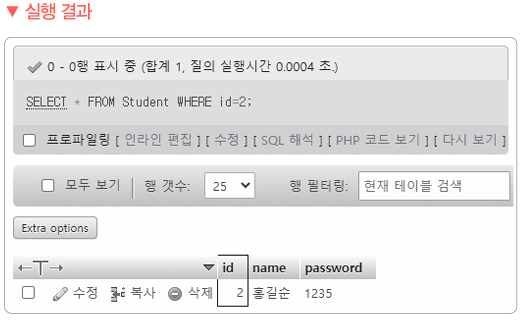 ▼ 실행 결과
0 - 0행 표시 중 (합계 1, 질의 실행시간 0.0004 초.)
SELECT * FROM Student WHERE id=2;
프로파일링 [ 인라인 편집 ] [ 수정 ] [ SQL 해석 ] [ PHP 코드 보기 ] [ 다시 보기 ]
모두 보기 | 행 갯수: 25 행 필터링: 현재 테이블 검색
Extra options
←T→ ▼ id name password
수정 복사 삭제 2 홍길순 1235